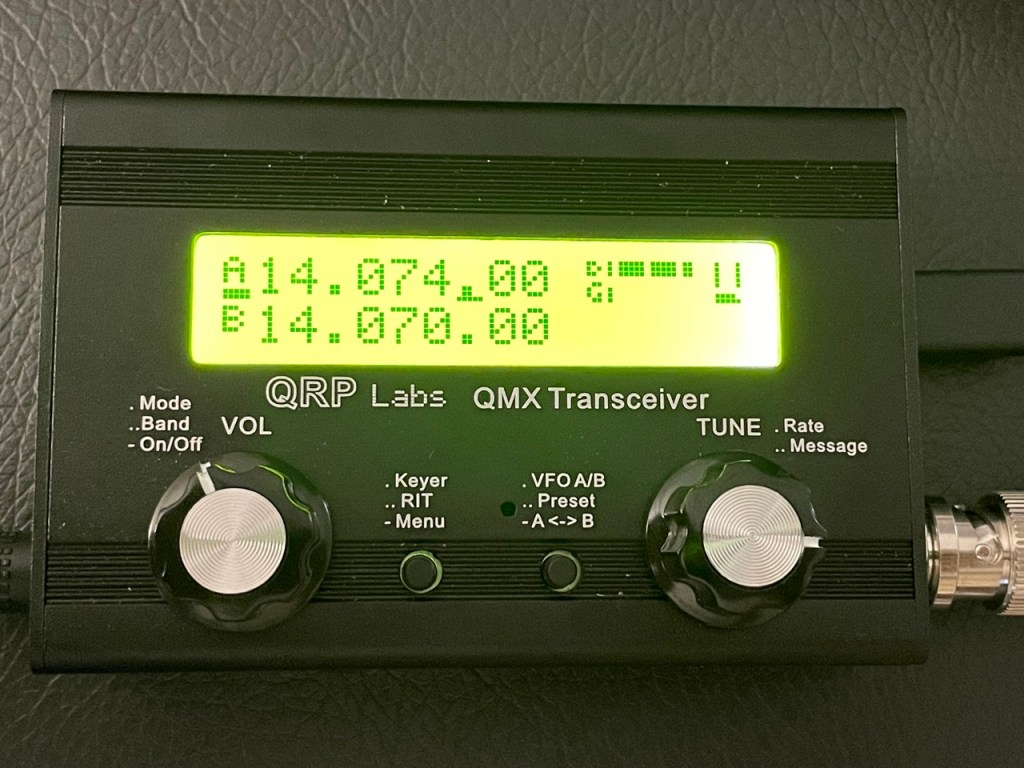 A14.074.00 DIGI
B14.070.00
QRP Labs QMX Transceiver
. Mode
..Band
- On/Off
VOL
TUNE
. Rate
.. Message
. Keyer
.. RIT
- Menu
. VFO A/B
.. Preset
- A <-> B